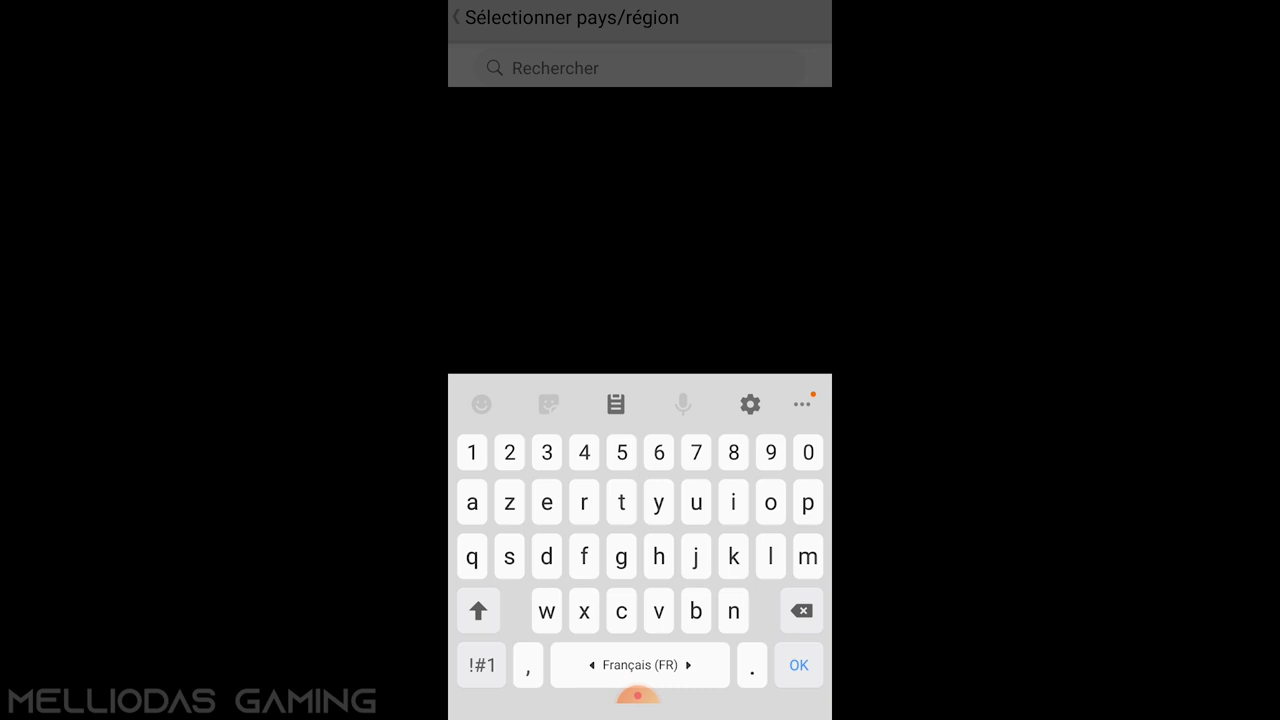 Sélectionner pays/région
Rechercher
1 2 3 4 5 6 7 8 9 0
a z e r t y u i o p
q s d f g h j k l m
w x c v b n
!#1 , Français (FR) . OK
MELLIODAS GAMING